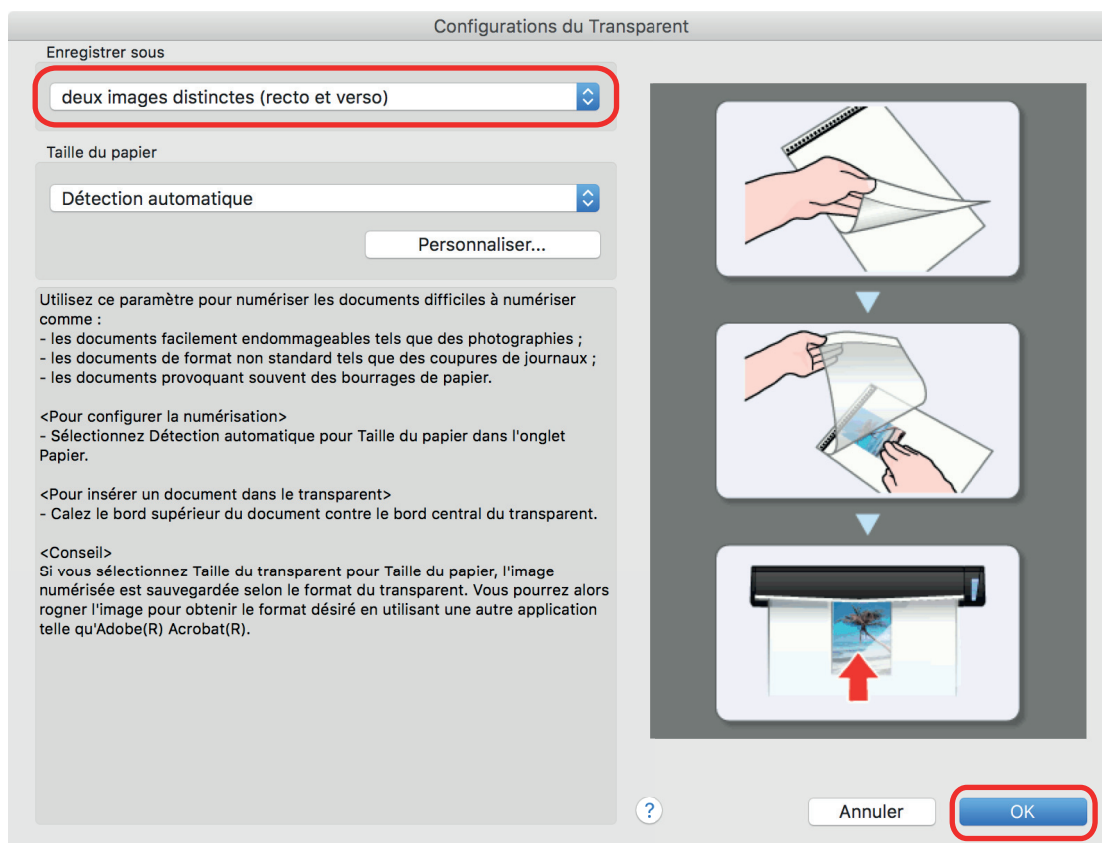 Configurations du Transparent
Enregistrer sous
deux images distinctes (recto et verso)
Taille du papier
Détection automatique
Personnaliser...
Utilisez ce paramètre pour numériser les documents difficiles à numériser
comme :
- les documents facilement endommageables tels que des photographies ;
- les documents de format non standard tels que des coupures de journaux ;
- les documents provoquant souvent des bourrages de papier.
<Pour configurer la numérisation>
- Sélectionnez Détection automatique pour Taille du papier dans l'onglet
Papier.
<Pour insérer un document dans le transparent>
- Calez le bord supérieur du document contre le bord central du transparent.
<Conseil>
Si vous sélectionnez Taille du transparent pour Taille du papier, l'image
numérisée est sauvegardée selon le format du transparent. Vous pourrez alors
rogner l'image pour obtenir le format désiré en utilisant une autre application
telle qu'Adobe(R) Acrobat(R).
?
Annuler
OK